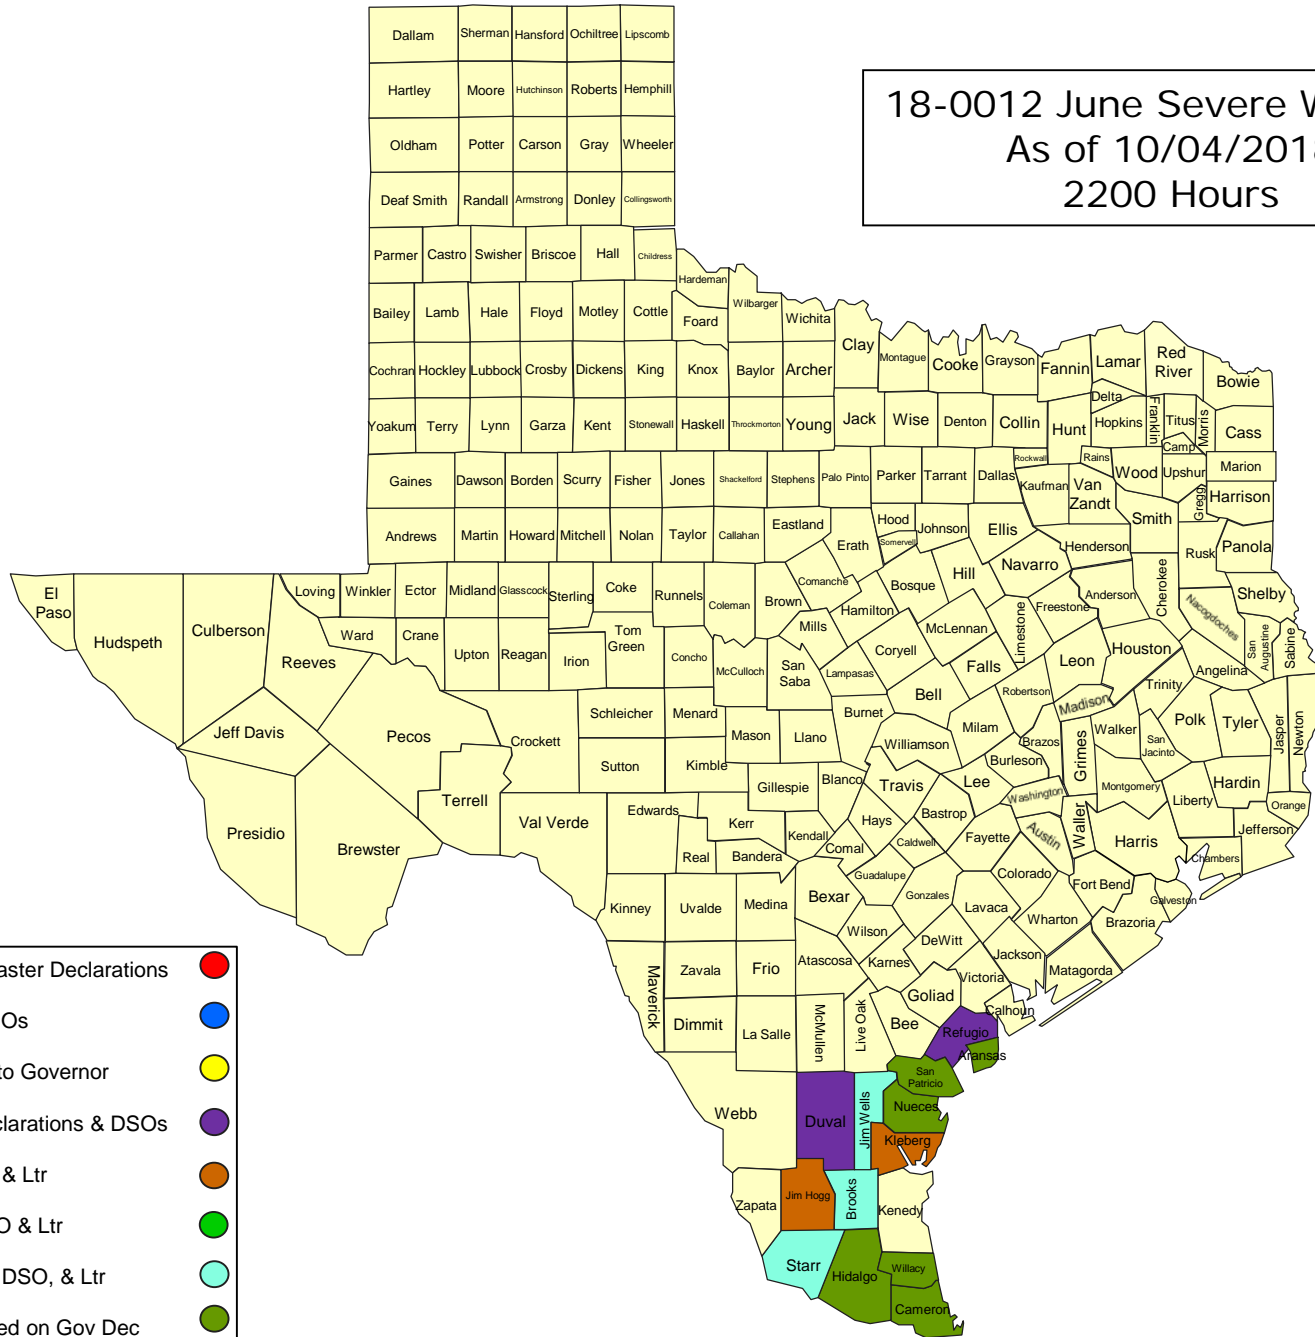 Dallam
Sherman
Hansford
Ochiltree
Lipscomb
Hartley
Moore
Hutchinson
Roberts
Hemphill
Oldham
Potter
Carson
Gray
Wheeler
Deaf Smith
Randall
Armstrong
Donley
Collingsworth
18-0012 June Severe W
As of 10/04/201
2200 Hours
Parmer
Castro
Swisher
Briscoe
Hall
Childress
Hardeman
Bailey
Lamb
Hale
Floyd
Motley
Cottle
Foard
Wilbarger
Wichita
Clay
Montague
Cooke
Grayson
Fannin
Lamar
Red
River
Bowie
Cochran
Hockley
Lubbock
Crosby
Dickens
King
Knox
Baylor
Archer
Delta
Yoakum
Terry
Lynn
Garza
Kent
Stonewall
Haskell
Throckmorton
Young
Jack
Wise
Denton
Collin
Hunt
Hopkins
Franklin
Titus
Morris
Cass
Camp
Gaines
Dawson
Borden
Scurry
Fisher
Jones
Shackelford
Stephens
Palo Pinto
Parker
Tarrant
Dallas
Rockwall
Kaufman
Rains
Van
Zandt
Wood
Upshur
Marion
Gregg
Harrison
Andrews
Martin
Howard
Mitchell
Nolan
Taylor
Callahan
Eastland
Erath
Hood
Somervell
Johnson
Ellis
Henderson
Smith
Rusk
Panola
El
Paso
Hudspeth
Culberson
Loving
Winkler
Ector
Midland
Glasscock
Sterling
Coke
Runnels
Coleman
Brown
Comanche
Hamilton
Bosque
Hill
Navarro
Freestone
Anderson
Cherokee
Nacogdoches
Shelby
Reeves
Ward
Crane
Upton
Reagan
Irion
Tom
Green
Concho
McCulloch
San
Saba
Mills
Lampasas
Coryell
McLennan
Limestone
Falls
Leon
Houston
Angelina
San
Augustine
Sabine
Jeff Davis
Pecos
Crockett
Schleicher
Menard
Mason
Llano
Burnet
Bell
Milam
Robertson
Madison
Trinity
Walker
San
Jacinto
Polk
Tyler
Jasper
Newton
Presidio
Brewster
Terrell
Val Verde
Sutton
Kimble
Gillespie
Blanco
Williamson
Travis
Lee
Burleson
Brazos
Grimes
Washington
Montgomery
Liberty
Hardin
Orange
Edwards
Kerr
Real
Bandera
Kendall
Comal
Hays
Caldwell
Bastrop
Fayette
Austin
Waller
Harris
Chambers
Jefferson
Kinney
Uvalde
Medina
Bexar
Guadalupe
Gonzales
Lavaca
Colorado
Fort Bend
Galveston
Wharton
Brazoria
Wilson
DeWitt
Jackson
Matagorda
Maverick
Zavala
Frio
Atascosa
Karnes
Goliad
Victoria
Calhoun
Dimmit
La Salle
McMullen
Live Oak
Bee
Refugio
Aransas
San
Patricio
Webb
Duval
Jim Wells
Nueces
Kleberg
Zapata
Jim Hogg
Brooks
Kenedy
Starr
Hidalgo
Willacy
Cameron
aster Declarations
Os
to Governor
clarations & DSOs
& Ltr
O & Ltr
DSO, & Ltr
ed on Gov Dec